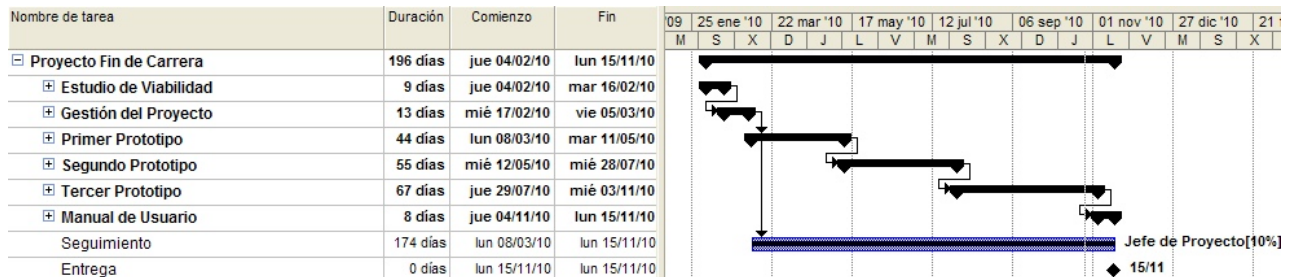 Nombre de tarea Duración Comienzo Fin '09 25 ene '10 22 mar '10 17 may '10 12 jul '10 06 sep '10 01 nov '10 27 dic '10 21
M S X D J L V M S X D J L V M S X
Proyecto Fin de Carrera 196 días jue 04/02/10 lun 15/11/10
Estudio de Viabilidad 9 días jue 04/02/10 mar 16/02/10
Gestión del Proyecto 13 días mié 17/02/10 vie 05/03/10
Primer Prototipo 44 días lun 08/03/10 mar 11/05/10
Segundo Prototipo 55 días mié 12/05/10 mié 28/07/10
Tercer Prototipo 67 días jue 29/07/10 mié 03/11/10
Manual de Usuario 8 días jue 04/11/10 lun 15/11/10
Seguimiento 174 días lun 08/03/10 lun 15/11/10 Jefe de Proyecto[10%]
Entrega 0 días lun 15/11/10 lun 15/11/10 15/11